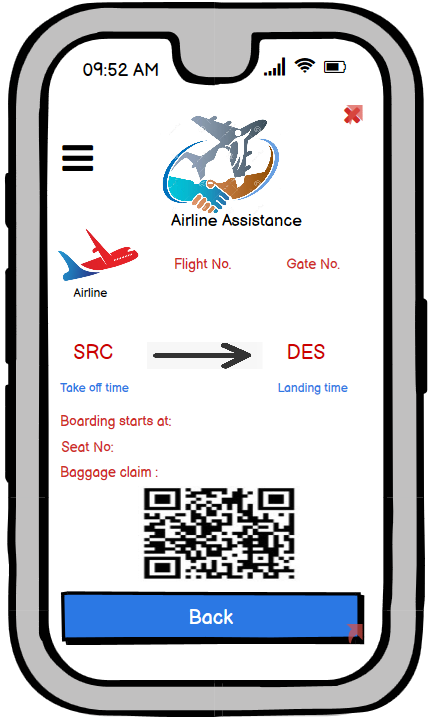 09:52 AM
Airline Assistance
Airline
Flight No.
Gate No.
SRC
DES
Take off time
Landing time
Boarding starts at:
Seat No:
Baggage claim :
Back